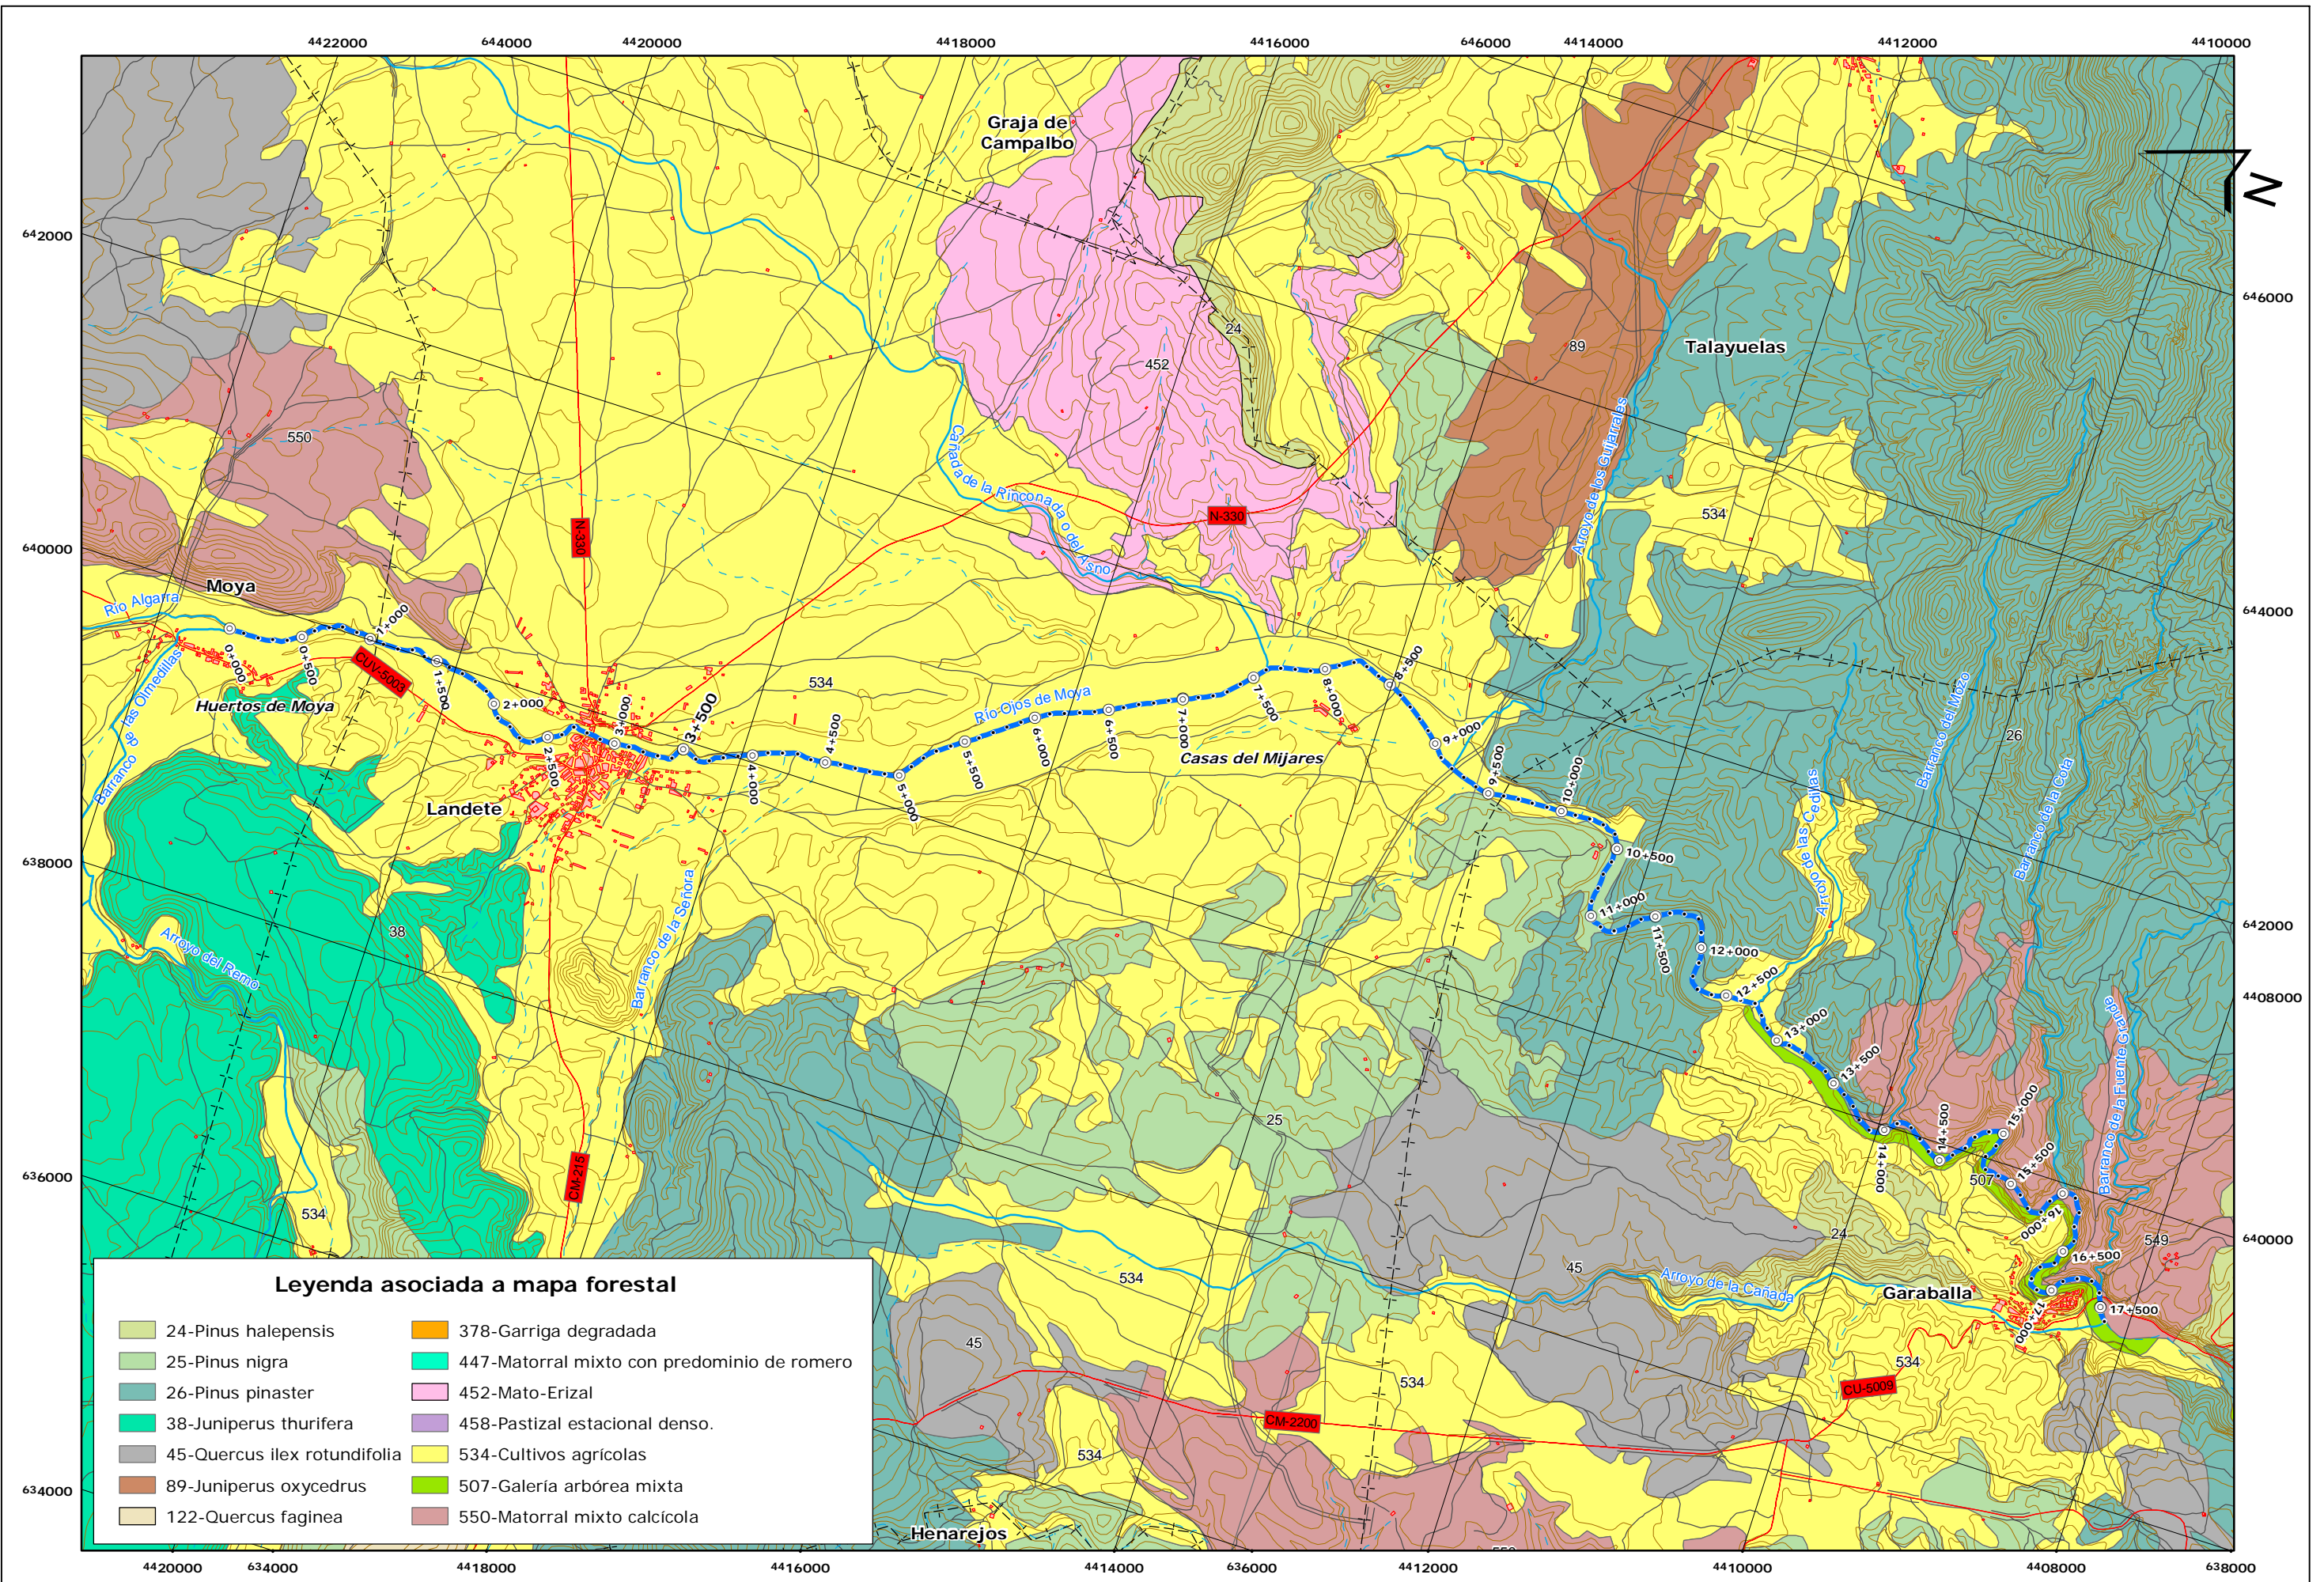 4422000
644000
4420000
4418000
4416000
646000
4414000
4412000
4410000
642000
640000
638000
636000
634000
646000
644000
642000
4408000
640000
N
Graja de
Campalbo
Talayuelas
24
89
452
550
534
N-330
N-330
Cañada de la Rinconada o del Asno
Arroyo de los Guijarrales
Moya
Río Algarra
CUV-5003
Huertos de Moya
Barranco de las Olmedillas
Landete
534
Río Ojos de Moya
Casas del Mijares
26
Barranco del Mozo
Barranco de la Cola
Arroyo de las Cedillas
Barranco de la Señora
38
Arroyo del Remo
25
Barranco de la Fuente Grande
534
CM-215
507
24
549
45
534
Arroyo de la Cañada
Garaballa
45
534
534
534
CU-5009
CM-2200
Henarejos
550
0+000
0+500
1+000
1+500
2+000
2+500
3+000
3+500
4+000
4+500
5+000
5+500
6+000
6+500
7+000
7+500
8+000
8+500
9+000
9+500
10+000
10+500
11+000
11+500
12+000
12+500
13+000
13+500
14+000
14+500
15+000
15+500
16+000
16+500
17+000
17+500
Leyenda asociada a mapa forestal
24-Pinus halepensis
25-Pinus nigra
26-Pinus pinaster
38-Juniperus thurifera
45-Quercus ilex rotundifolia
89-Juniperus oxycedrus
122-Quercus faginea
378-Garriga degradada
447-Matorral mixto con predominio de romero
452-Mato-Erizal
458-Pastizal estacional denso.
534-Cultivos agrícolas
507-Galería arbórea mixta
550-Matorral mixto calcícola
4420000
634000
4418000
4416000
4414000
636000
4412000
4410000
4408000
638000